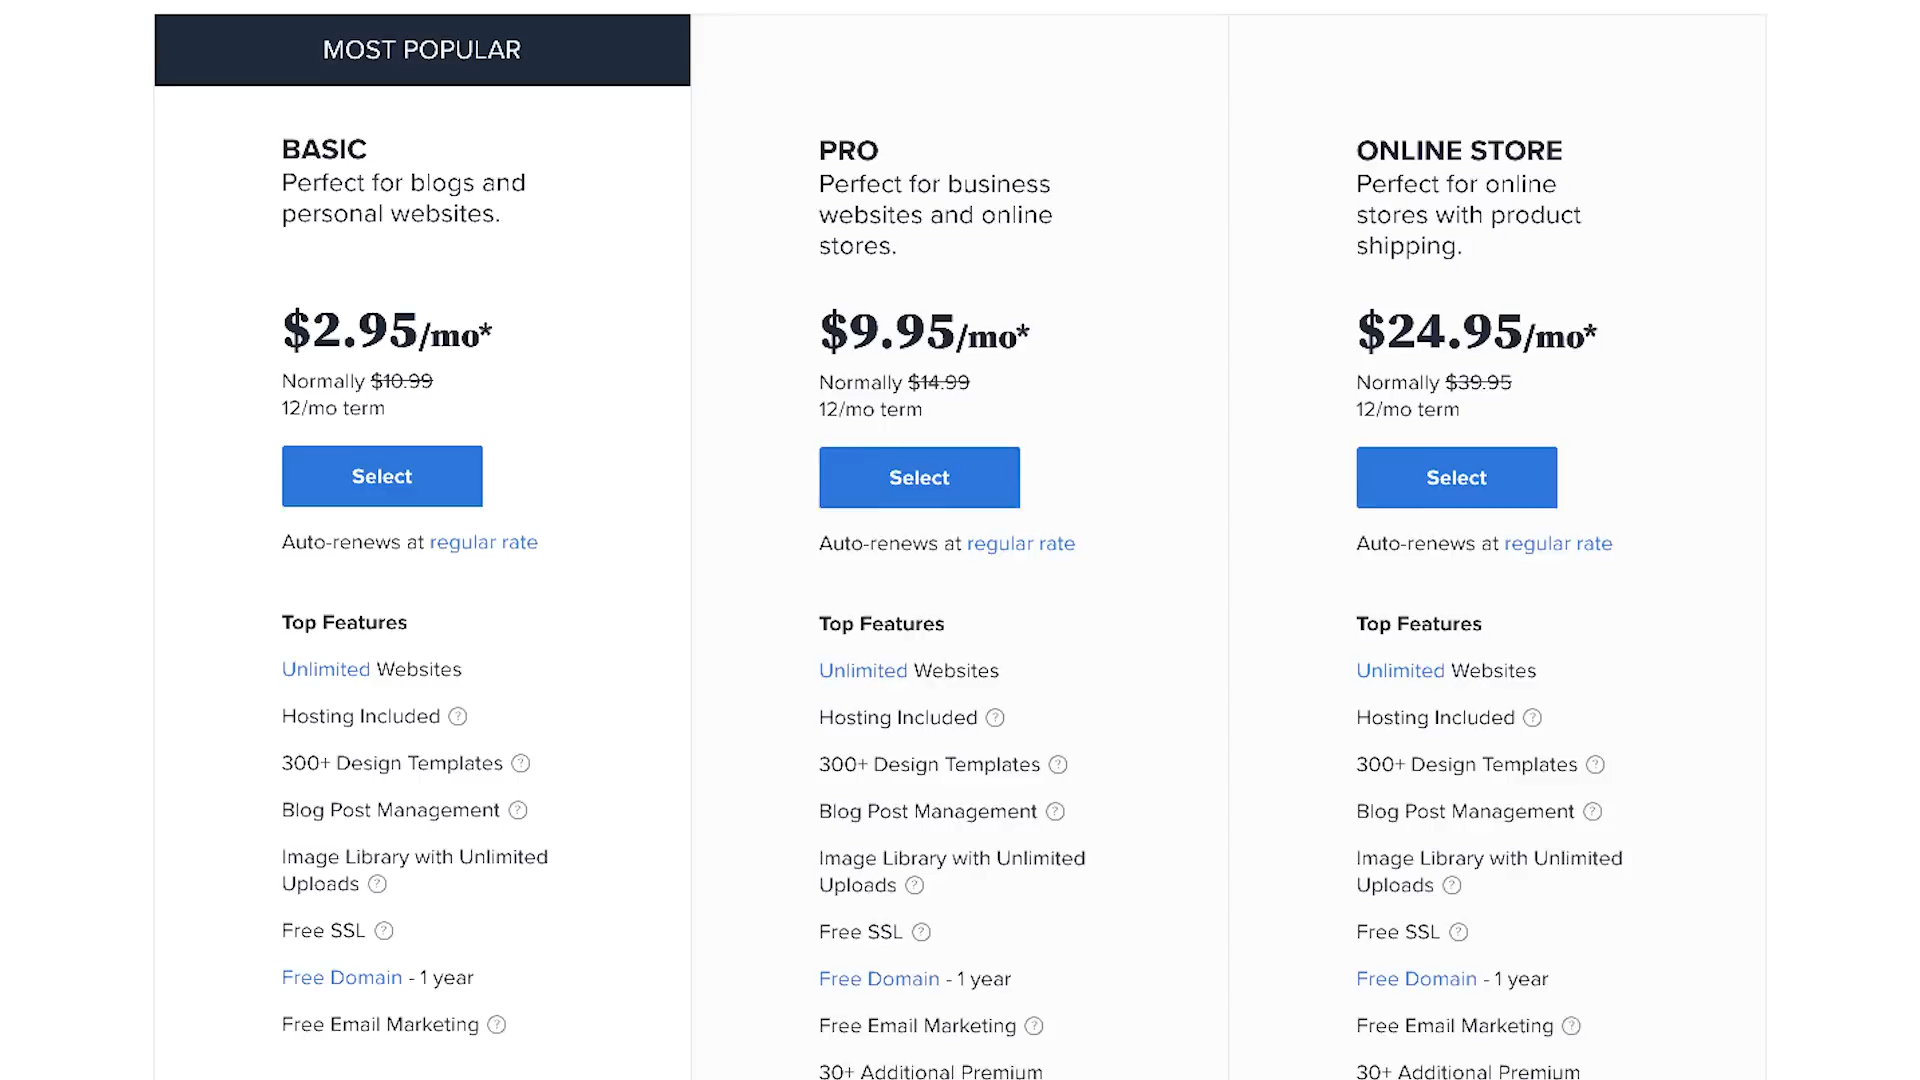 MOST POPULAR
BASIC
Perfect for blogs and
personal websites.
$2.95/mo*
Normally $10.99
12/mo term
Select
Auto-renews at regular rate
Top Features
Unlimited Websites
Hosting Included ?
300+ Design Templates ?
Blog Post Management ?
Image Library with Unlimited
Uploads ?
Free SSL ?
Free Domain - 1 year
Free Email Marketing ?
PRO
Perfect for business
websites and online
stores.
$9.95/mo*
Normally $14.99
12/mo term
Select
Auto-renews at regular rate
Top Features
Unlimited Websites
Hosting Included ?
300+ Design Templates ?
Blog Post Management ?
Image Library with Unlimited
Uploads ?
Free SSL ?
Free Domain - 1 year
Free Email Marketing ?
30+ Additional Premium
ONLINE STORE
Perfect for online
stores with product
shipping.
$24.95/mo*
Normally $39.95
12/mo term
Select
Auto-renews at regular rate
Top Features
Unlimited Websites
Hosting Included ?
300+ Design Templates ?
Blog Post Management ?
Image Library with Unlimited
Uploads ?
Free SSL ?
Free Domain - 1 year
Free Email Marketing ?
30+ Additional Premium